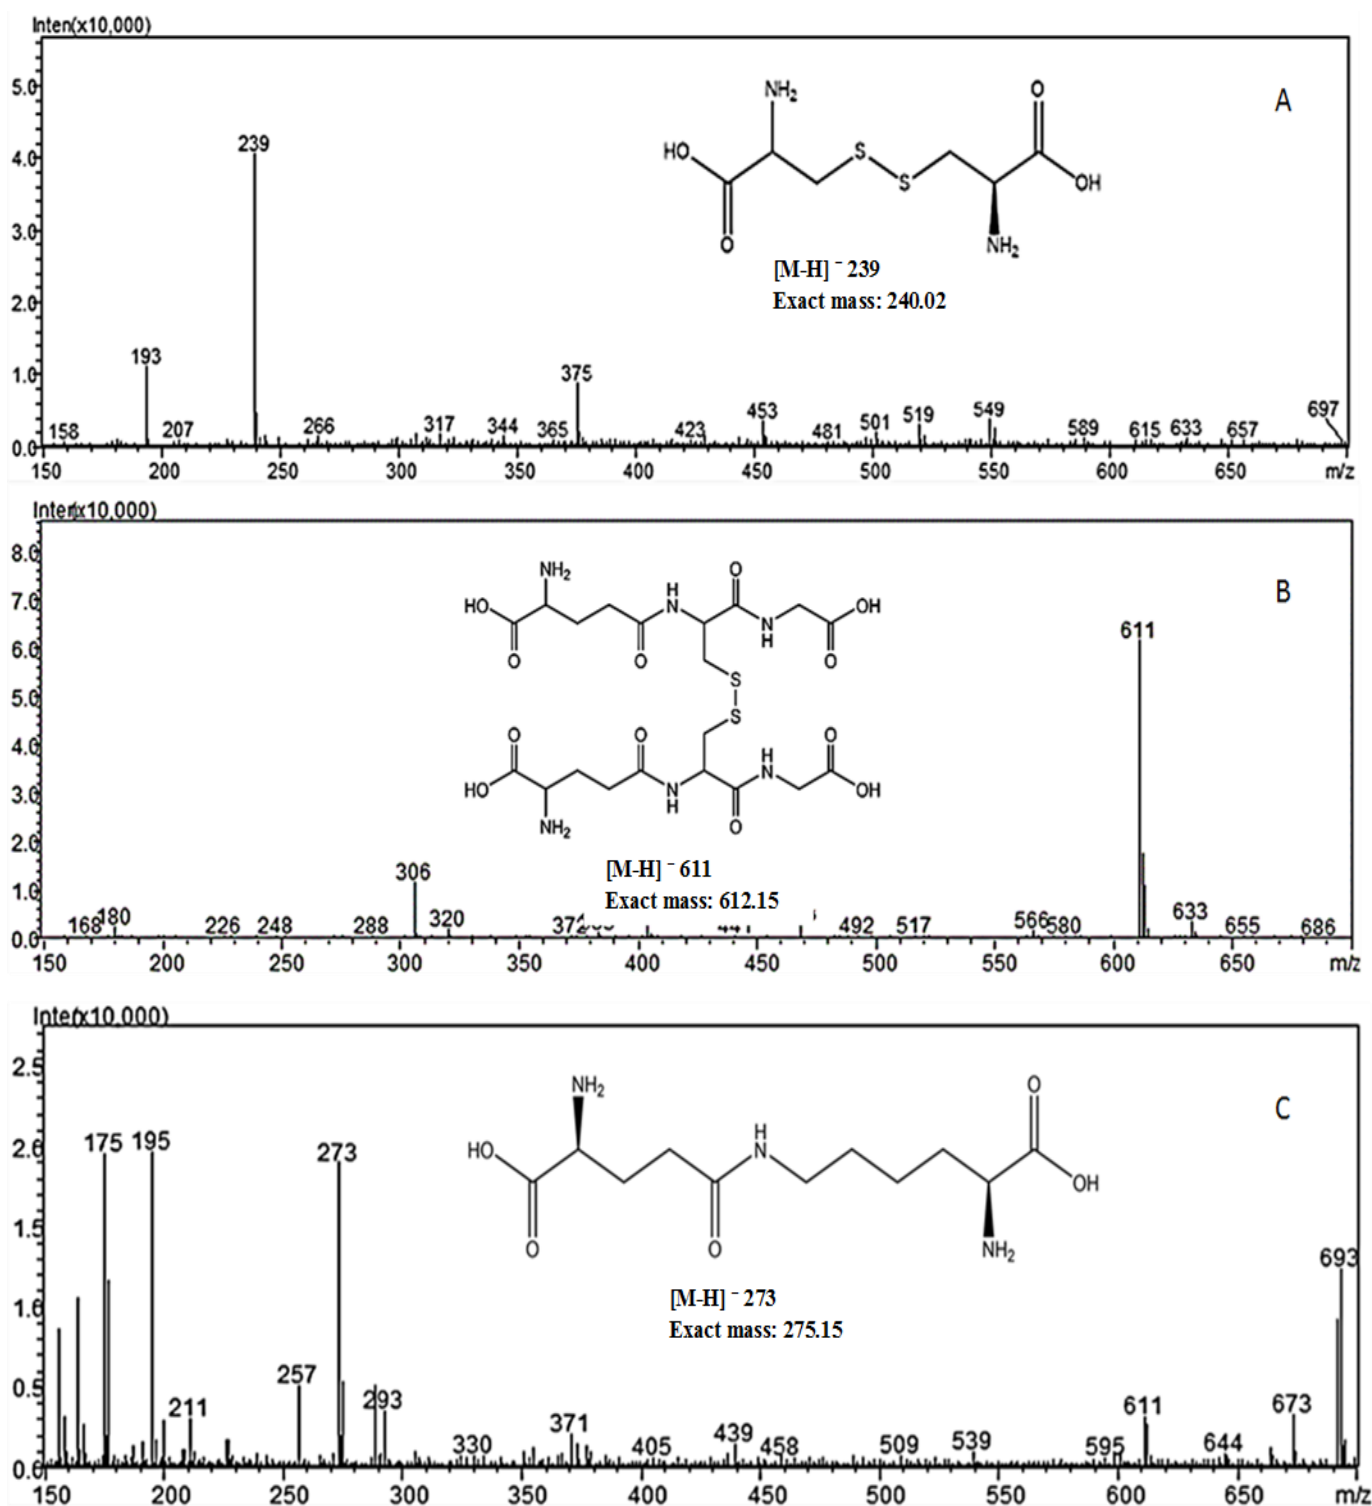 Inten(x10,000)
A
5.0
4.0
3.0
2.0
1.0
0.0
239
193
375
158
207
266
317
344
365
423
453
481
501
519
549
589
615
633
657
697
NH2
O
HO
S
S
OH
O
NH2
[M-H] - 239
Exact mass: 240.02
150 200 250 300 350 400 450 500 550 600 650 m/z
(x10,000)
B
8.0
7.0
6.0
5.0
4.0
3.0
2.0
1.0
0.0
611
306
168
180
226
248
288
320
492
517
566
580
633
655
686
NH2
O
HO
H
N
N
H
OH
O
O
O
S
S
O
O
O
H
N
HO
N
H
OH
NH2
O
[M-H] - 611
Exact mass: 612.15
150 200 250 300 350 400 450 500 550 600 650 m/z
(x10,000)
C
2.5
2.0
1.5
1.0
0.5
0.0
175 195
273
693
257
211
293
330
371
405
439
458
509
539
595
611
644
673
NH2
O
HO
H
N
OH
O
O
NH2
[M-H] - 273
Exact mass: 275.15
150 200 250 300 350 400 450 500 550 600 650 m/z